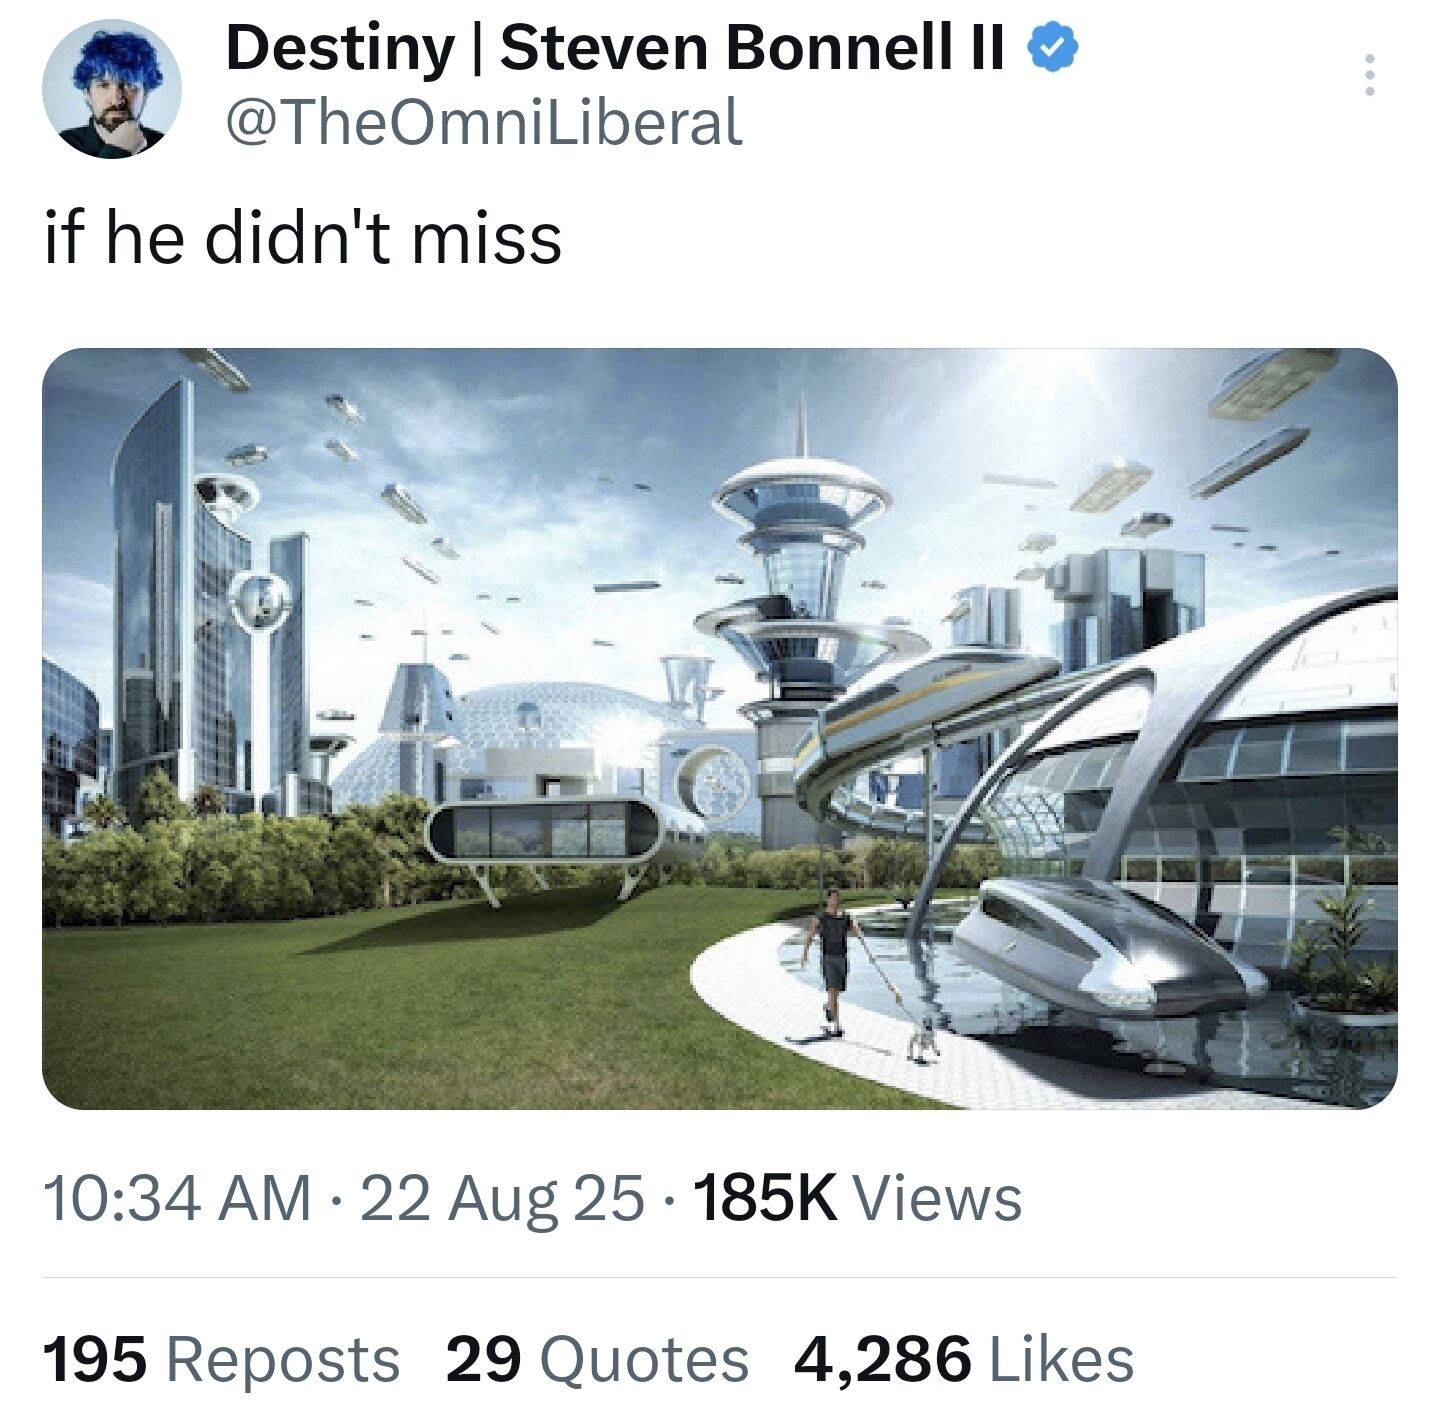 Destiny | Steven Bonnell II
@TheOmniLiberal
if he didn't miss
10:34 AM · 22 Aug 25 · 185K Views
195 Reposts 29 Quotes 4,286 Likes